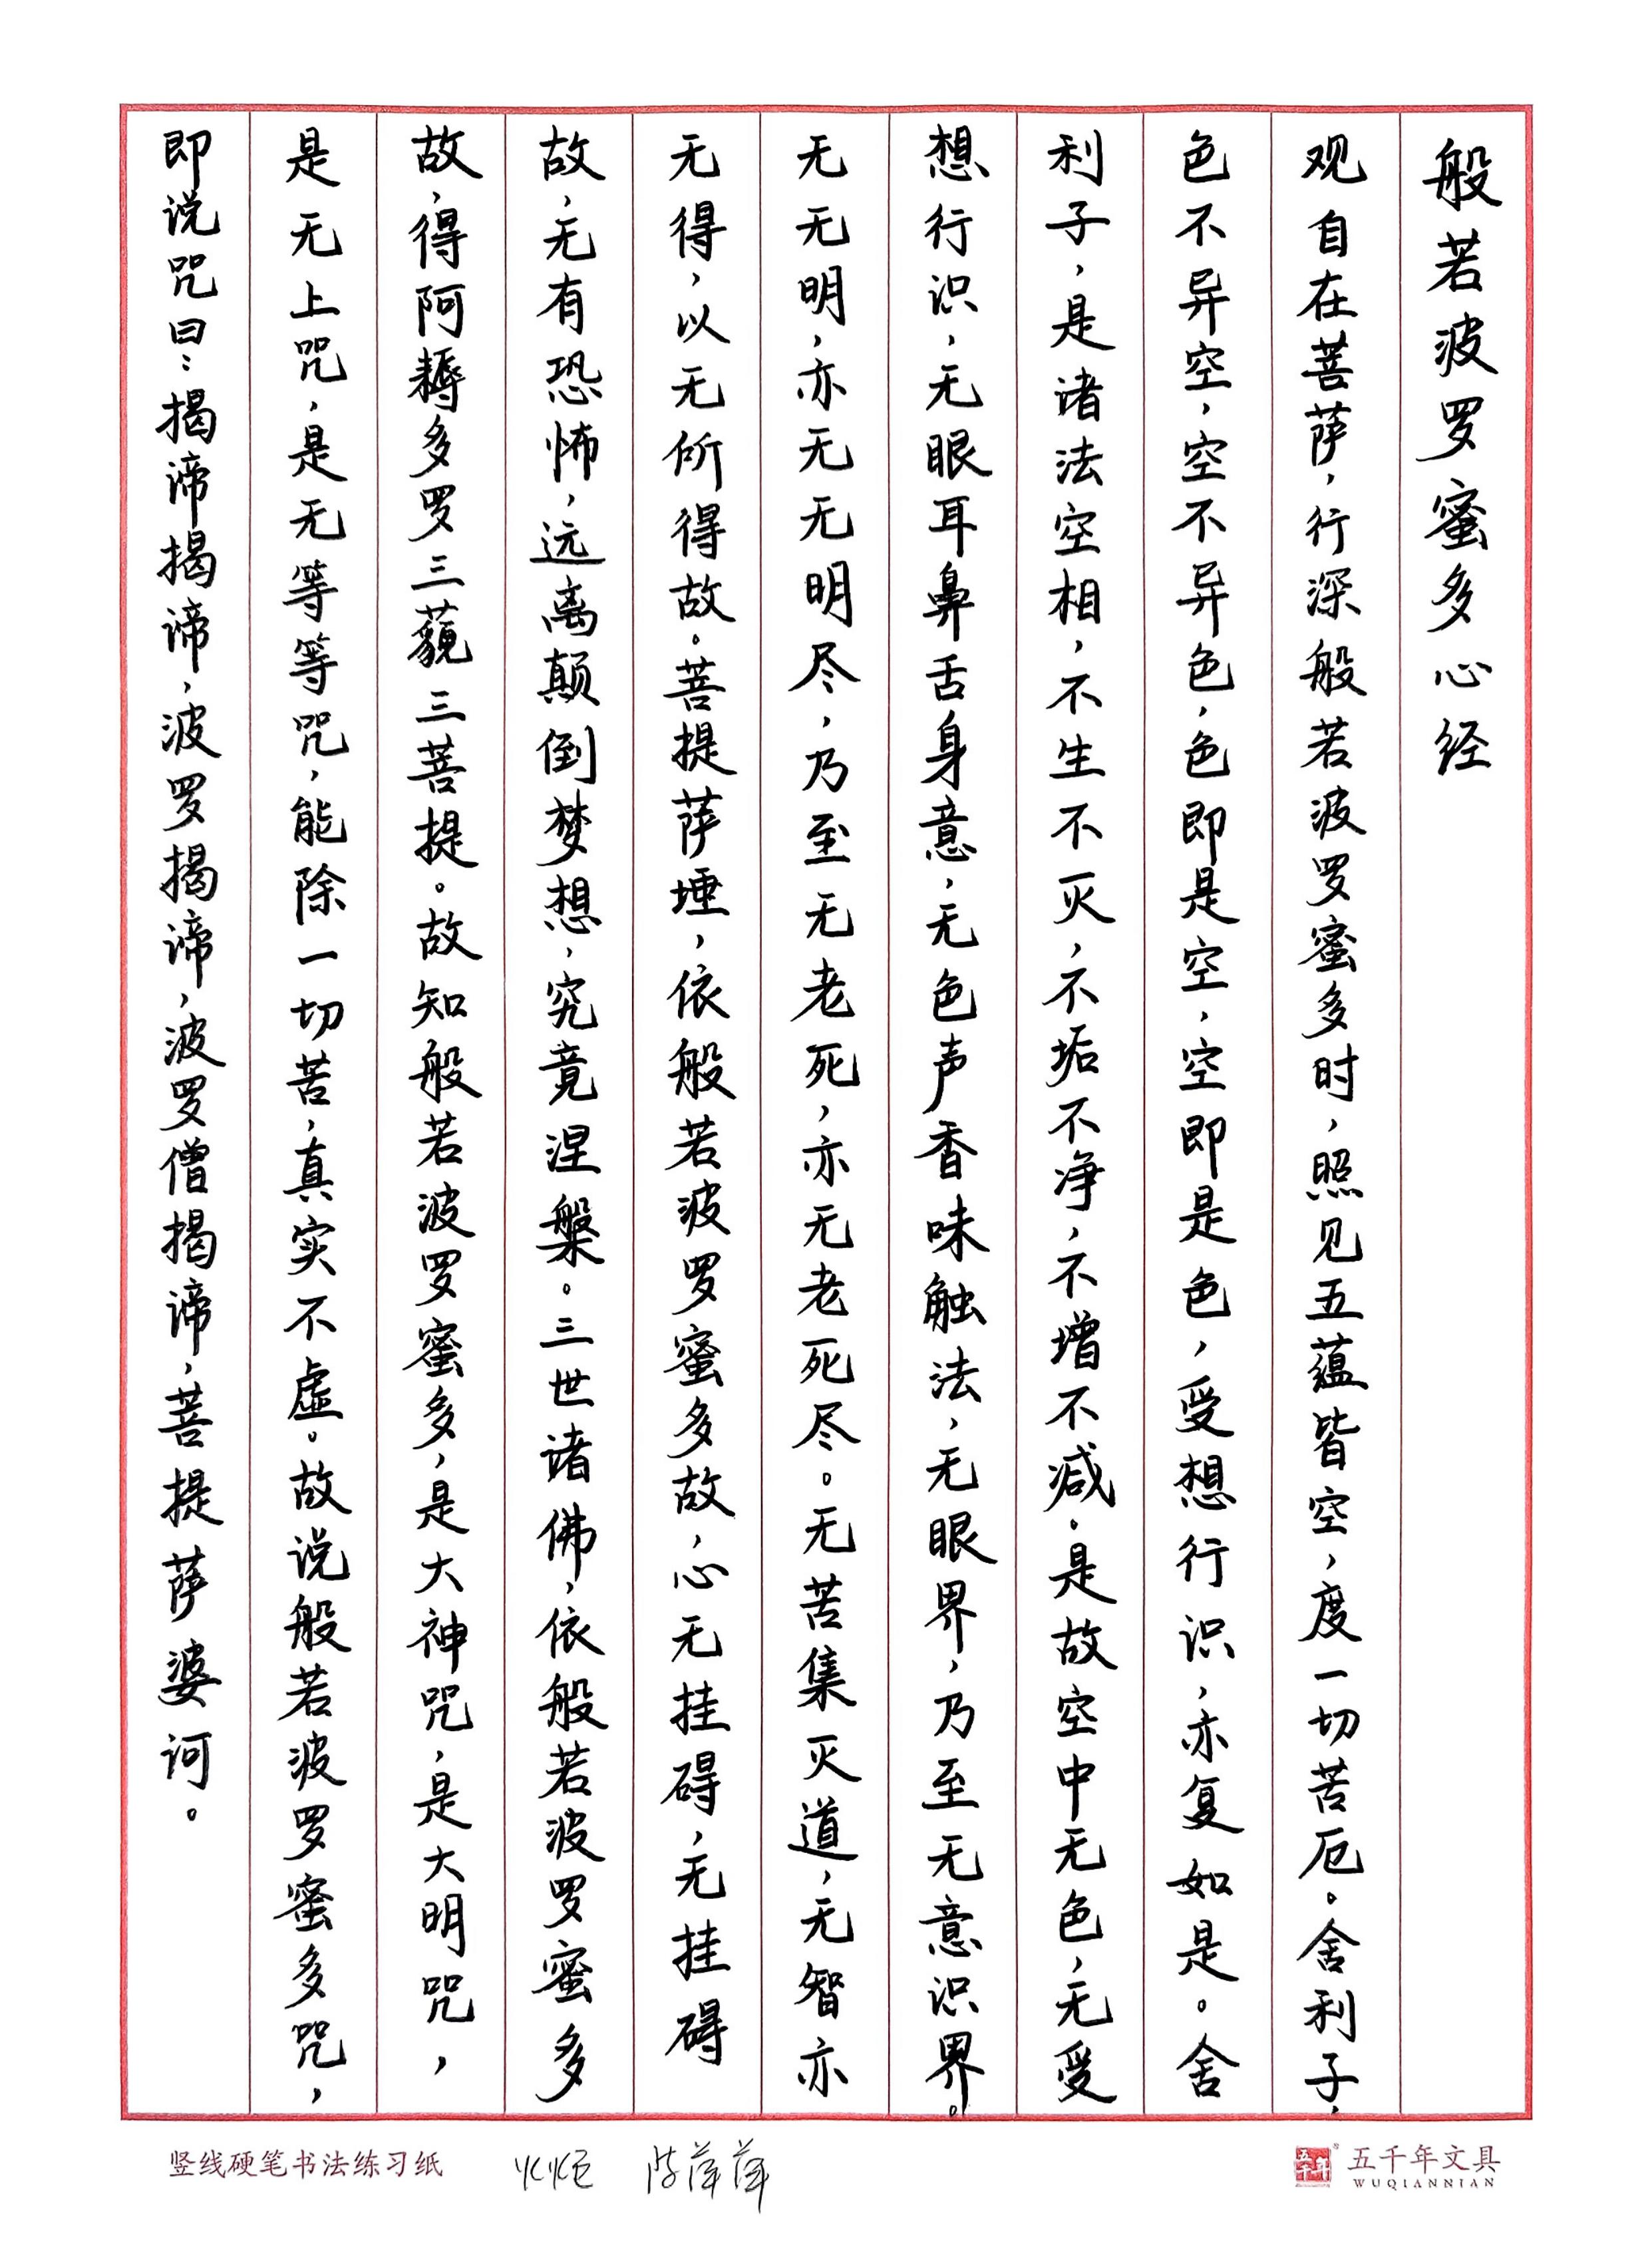 般若波罗蜜多心经
观自在菩萨,行深般若波罗蜜多时,照见五蕴皆空,度一切苦厄。舍利子,
色不异空,空不异色,色即是空,空即是色,受想行识,亦复如是。舍
利子,是诸法空相,不生不灭,不垢不净,不增不减。是故空中无色,无受
想行识,无眼耳鼻舌身意,无色声香味触法,无眼界,乃至无意识界。
无无明,亦无无明尽,乃至无老死,亦无老死尽。无苦集灭道,无智亦
无得,以无所得故。菩提萨埵,依般若波罗蜜多故,心无挂碍,无挂碍
故,无有恐怖,远离颠倒梦想,究竟涅槃。三世诸佛,依般若波罗蜜多
故,得阿耨多罗三藐三菩提。故知般若波罗蜜多,是大神咒,是大明咒,
是无上咒,是无等等咒,能除一切苦,真实不虚。故说般若波罗蜜多咒,
即说咒曰:揭谛揭谛,波罗揭谛,波罗僧揭谛,菩提萨婆诃。
竖线硬笔书法练习纸
五千年文具
WUQIANNIAN